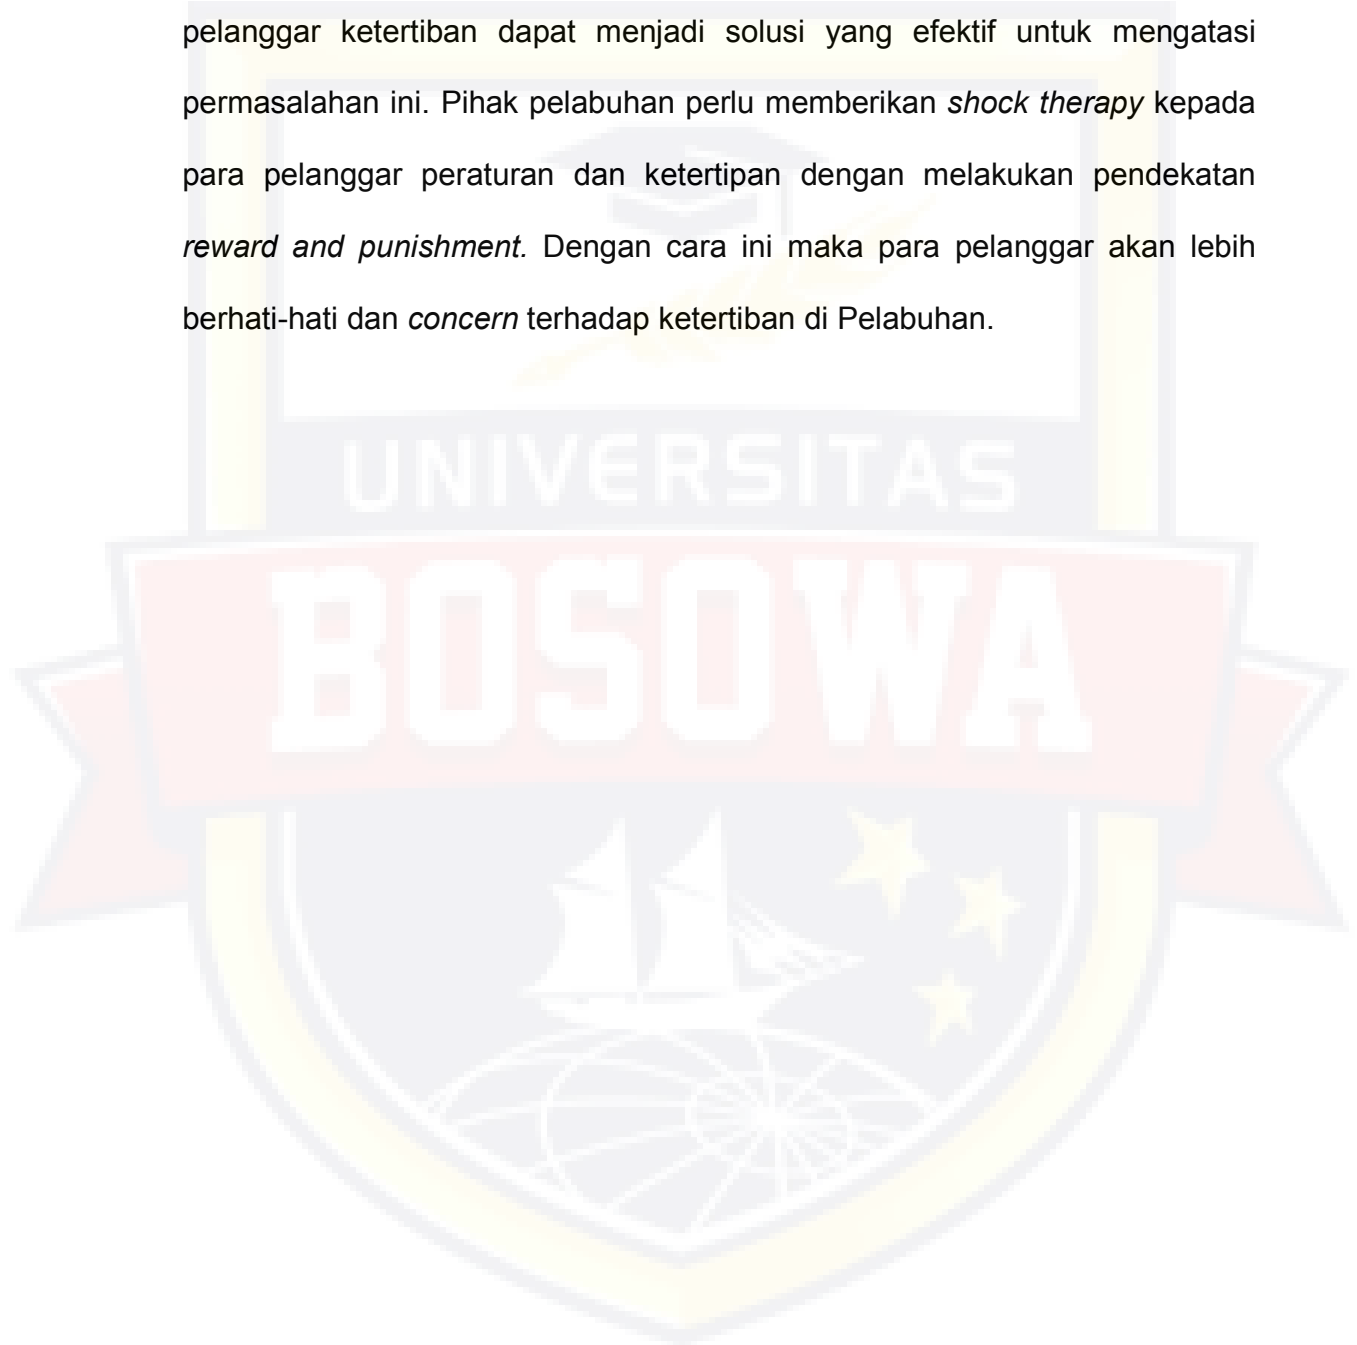 pelanggar ketertiban dapat menjadi solusi yang efektif untuk mengatasi
permasalahan ini. Pihak pelabuhan perlu memberikan shock therapy kepada
para pelanggar peraturan dan ketertipan dengan melakukan pendekatan
reward and punishment. Dengan cara ini maka para pelanggar akan lebih
berhati-hati dan concern terhadap ketertiban di Pelabuhan.
UNIVERSITAS
BOSOWA